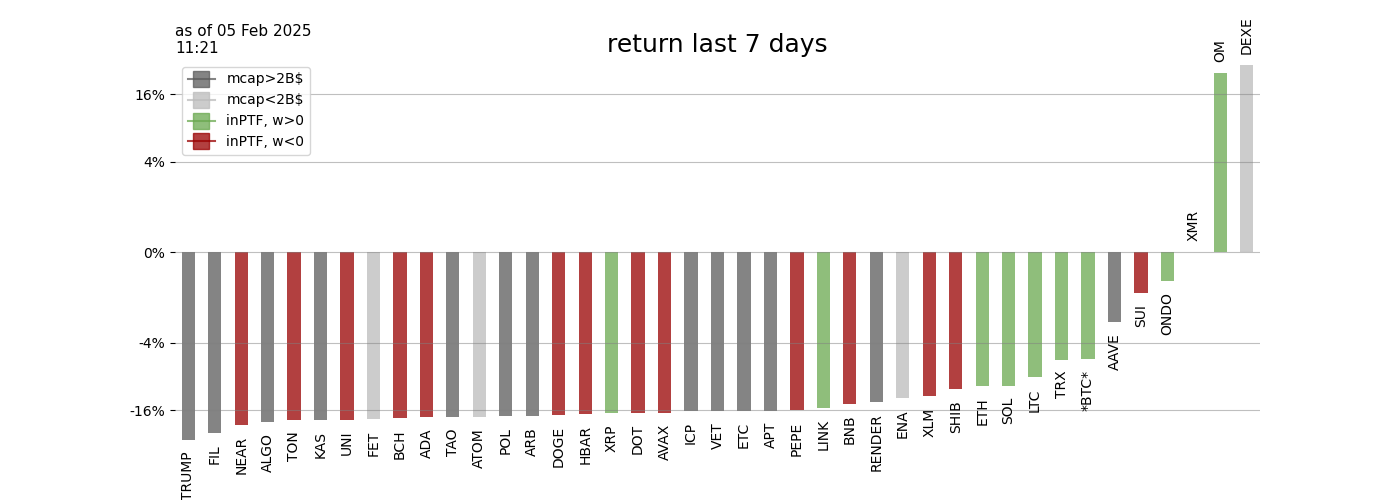 as of 05 Feb 2025
11:21
return last 7 days
mcap>2B$
mcap<2B$
inPTF, w>0
inPTF, w<0
16%
4%
0%
-4%
-16%
TRUMP
FIL
NEAR
ALGO
TON
KAS
UNI
FET
BCH
ADA
TAO
ATOM
POL
ARB
DOGE
HBAR
XRP
DOT
AVAX
ICP
VET
ETC
APT
PEPE
LINK
BNB
RENDER
ENA
XLM
SHIB
ETH
SOL
LTC
TRX
*BTC*
AAVE
SUI
ONDO
XMR
OM
DEXE